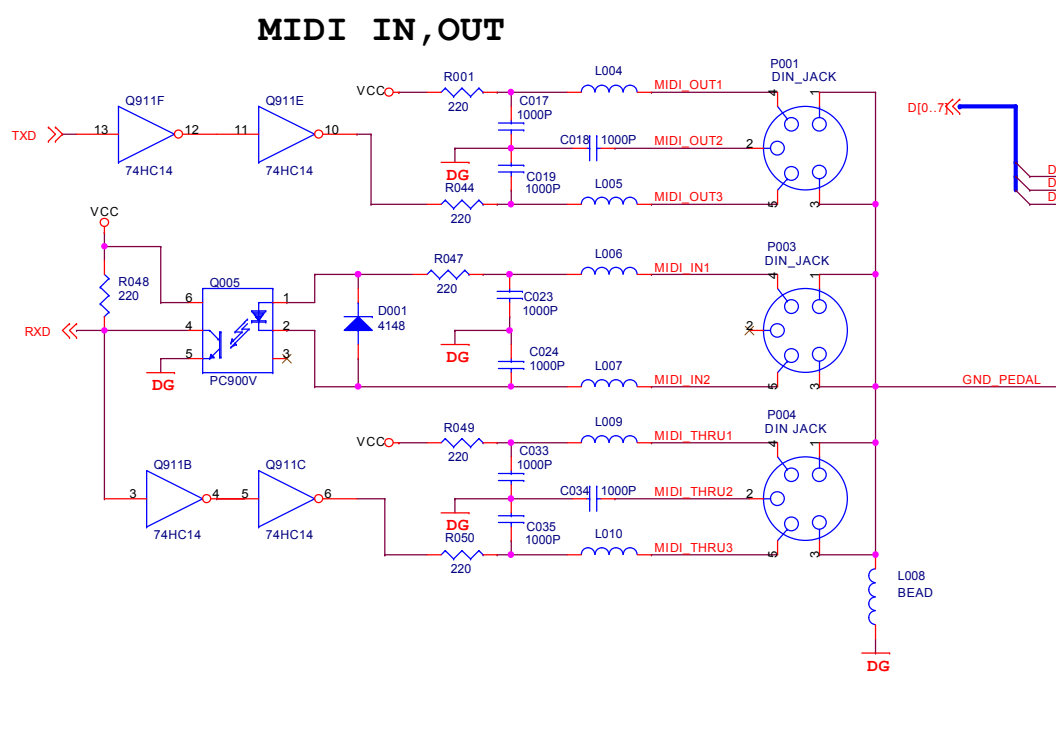 MIDI IN,OUT
P001
DIN_JACK
R001
L004
VCC
MIDI_OUT1
4
1
220
C017
1000P
Q911F
Q911E
D[0..7]
TXD
13
12
11
10
C018
1000P
MIDI_OUT2
2
74HC14
74HC14
DG
C019
1000P
D
D
D
R044
L005
MIDI_OUT3
5
3
220
VCC
P003
DIN_JACK
R047
L006
MIDI_IN1
4
1
R048
220
Q005
220
C023
1000P
6
1
D001
4148
RXD
4
2
2
5
3
DG
DG
C024
1000P
PC900V
L007
MIDI_IN2
5
3
GND_PEDAL
P004
DIN JACK
R049
L009
VCC
MIDI_THRU1
4
1
220
C033
1000P
Q911B
Q911C
3
4
5
6
C034
1000P
MIDI_THRU2
2
74HC14
74HC14
DG
C035
1000P
R050
L010
MIDI_THRU3
5
3
220
L008
BEAD
DG